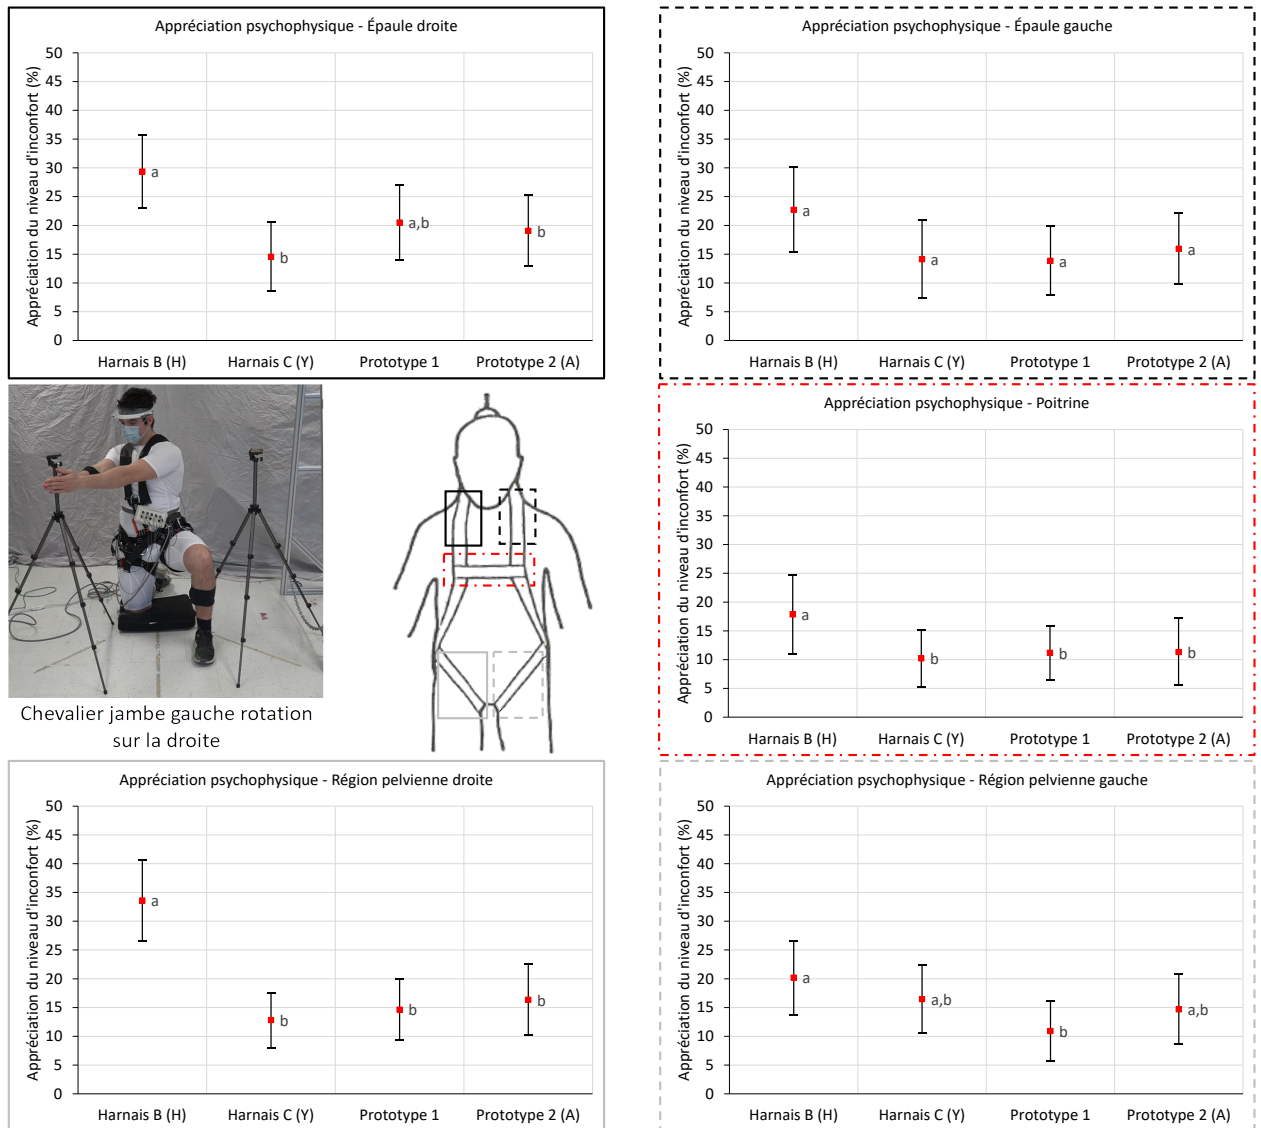 Appréciation psychophysique - Épaule droite
Appréciation du niveau d'inconfort (%)
50
45
40
35
30
25
20
15
10
5
0
a
b
a,b
b
Harnais B (H) Harnais C (Y) Prototype 1 Prototype 2 (A)
Appréciation psychophysique - Épaule gauche
Appréciation du niveau d'inconfort (%)
50
45
40
35
30
25
20
15
10
5
0
a
a
a
a
Harnais B (H) Harnais C (Y) Prototype 1 Prototype 2 (A)
Chevalier jambe gauche rotation
sur la droite
Appréciation psychophysique - Poitrine
Appréciation du niveau d'inconfort (%)
50
45
40
35
30
25
20
15
10
5
0
a
b
b
b
Harnais B (H) Harnais C (Y) Prototype 1 Prototype 2 (A)
Appréciation psychophysique - Région pelvienne droite
Appréciation du niveau d'inconfort (%)
50
45
40
35
30
25
20
15
10
5
0
a
b
b
b
Harnais B (H) Harnais C (Y) Prototype 1 Prototype 2 (A)
Appréciation psychophysique - Région pelvienne gauche
Appréciation du niveau d'inconfort (%)
50
45
40
35
30
25
20
15
10
5
0
a
a,b
b
a,b
Harnais B (H) Harnais C (Y) Prototype 1 Prototype 2 (A)